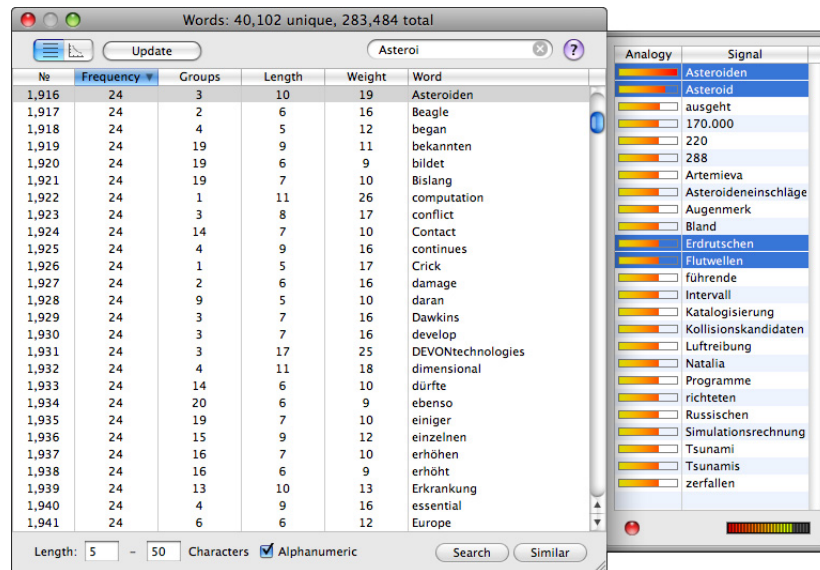 Words: 40,102 unique, 283,484 total
Update Asteroi ?
№ Frequency Groups Length Weight Word
1,916 24 3 10 19 Asteroiden
1,917 24 2 6 16 Beagle
1,918 24 4 5 12 began
1,919 24 19 9 11 bekannten
1,920 24 19 6 9 bildet
1,921 24 19 7 10 Bislang
1,922 24 1 11 26 computation
1,923 24 3 8 17 conflict
1,924 24 14 7 10 Contact
1,925 24 4 9 16 continues
1,926 24 1 5 17 Crick
1,927 24 2 6 16 damage
1,928 24 9 5 10 daran
1,929 24 3 7 16 Dawkins
1,930 24 3 7 16 develop
1,931 24 3 17 25 DEVONtechnologies
1,932 24 4 11 18 dimensional
1,933 24 14 6 10 dürfte
1,934 24 20 6 9 ebenso
1,935 24 19 7 10 einiger
1,936 24 15 9 12 einzelnen
1,937 24 16 7 10 erhöhen
1,938 24 16 6 9 erhöht
1,939 24 13 10 13 Erkrankung
1,940 24 4 9 16 essential
1,941 24 6 6 12 Europe
Length: 5 – 50 Characters Alphanumeric Search Similar
Analogy Signal
Asteroiden
Asteroid
ausgeht
170.000
220
288
Artemieva
Asteroideneinschläge
Augenmerk
Bland
Erdrutschen
Flutwellen
führende
Intervall
Katalogisierung
Kollisionskandidaten
Luftreibung
Natalia
Programme
richteten
Russischen
Simulationsrechnung
Tsunami
Tsunamis
zerfallen